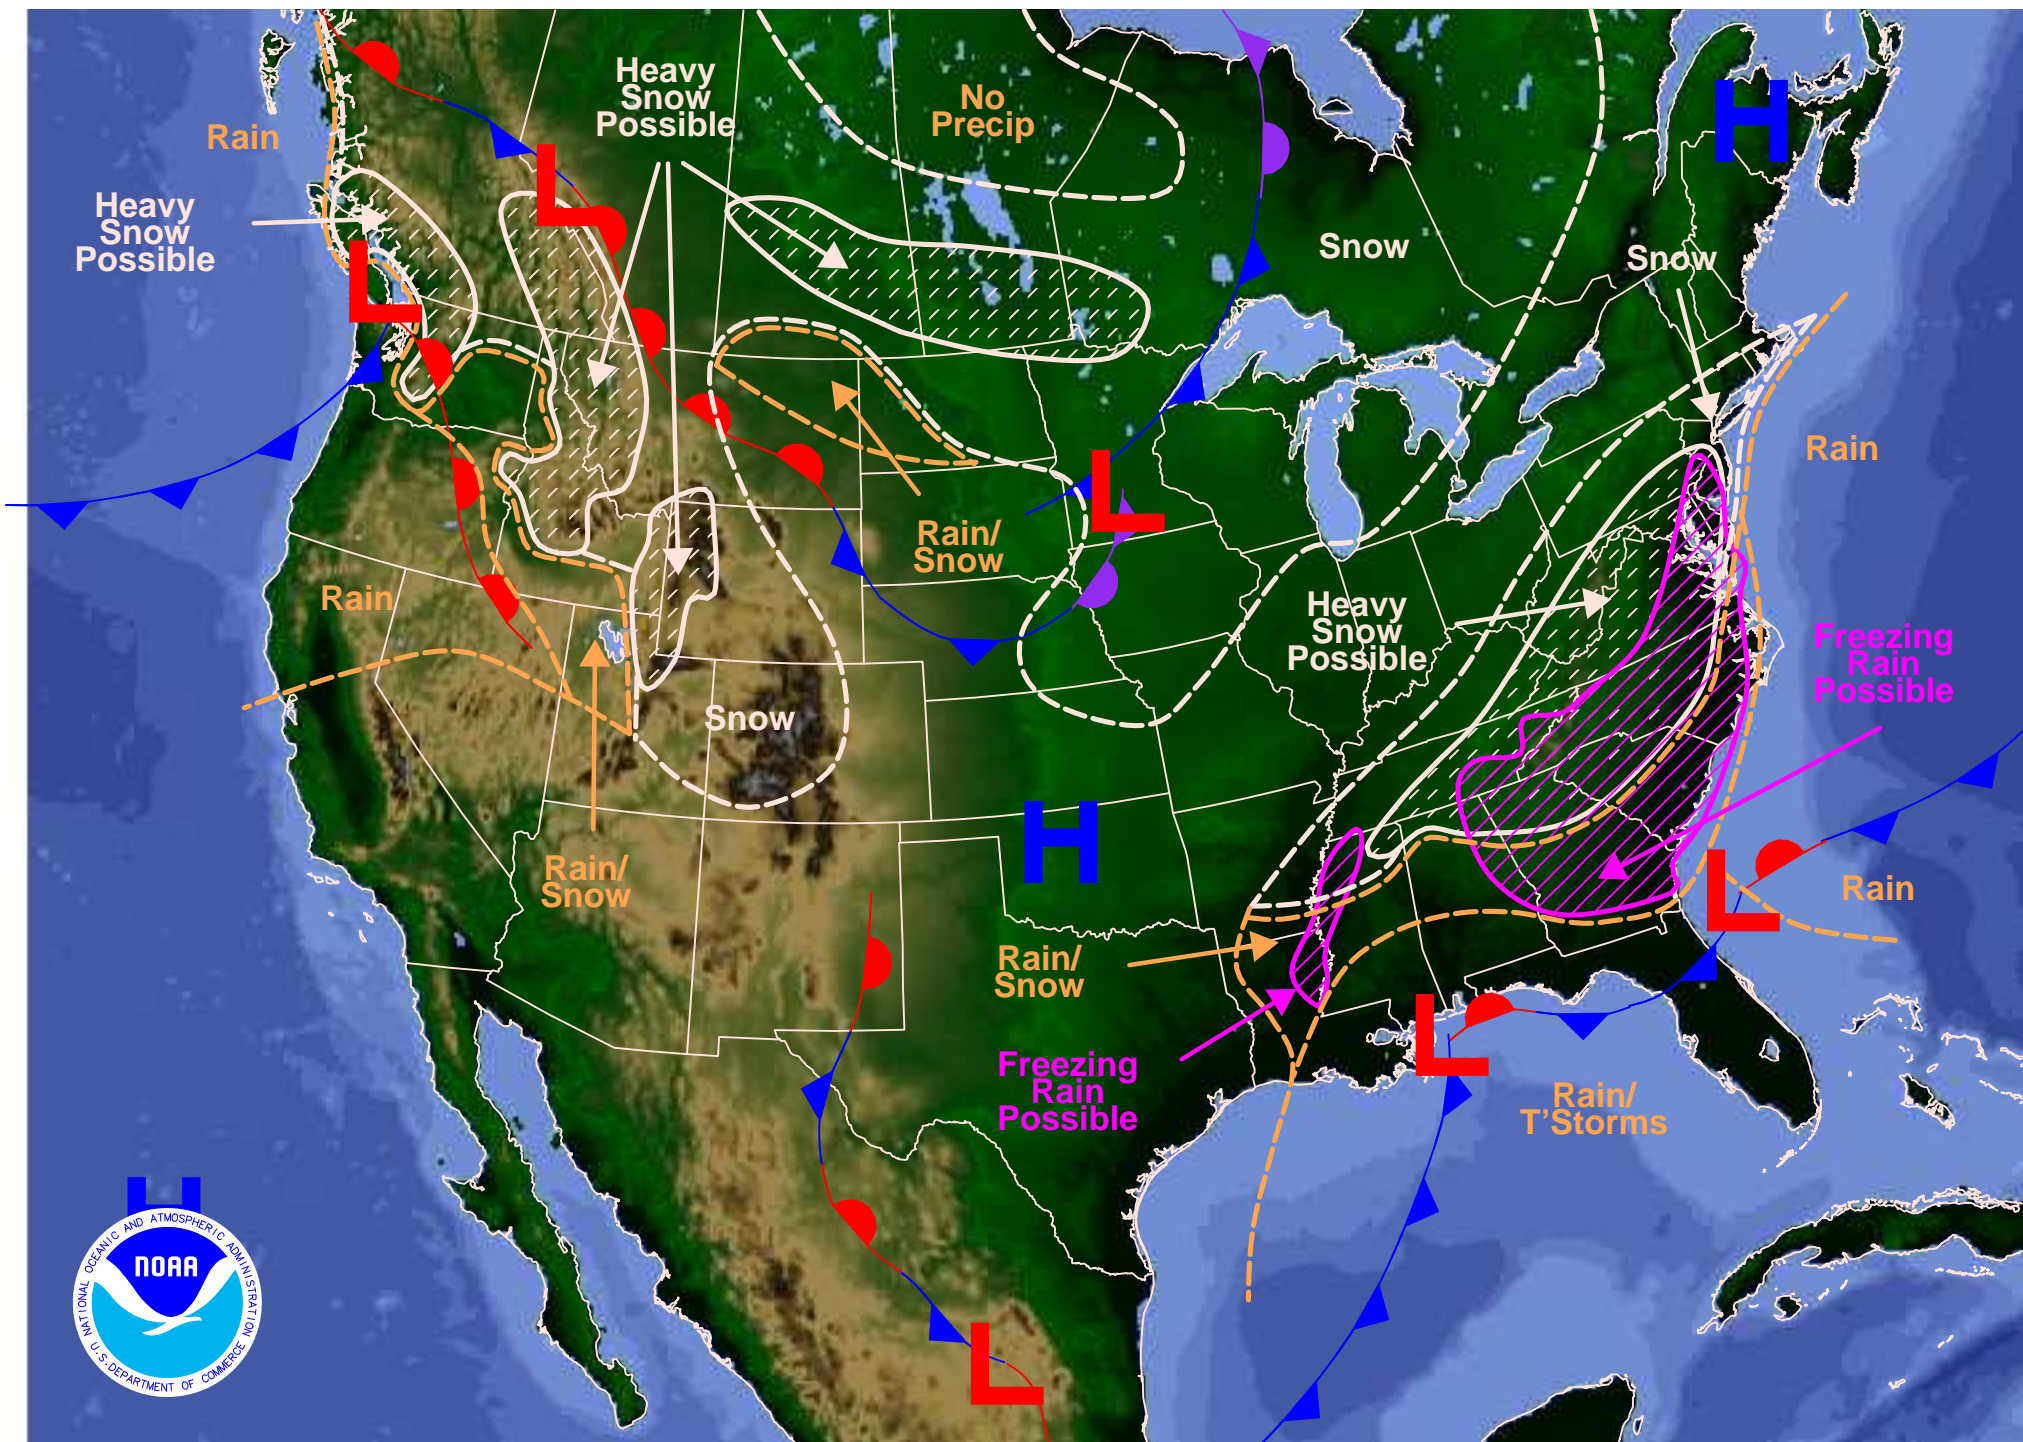 Heavy
Snow
Possible
No
Precip
Rain
H
L
Heavy
Snow
Possible
L
Snow
Snow
Rain
Rain/
Snow
L
Rain
Heavy
Snow
Possible
Freezing
Rain
Possible
Snow
H
Rain/
Snow
L
Rain
Rain/
Snow
L
Freezing
Rain
Possible
Rain/
T'Storms
H
NATIONAL OCEANIC AND ATMOSPHERIC ADMINISTRATION
NOAA
U.S. DEPARTMENT OF COMMERCE
L